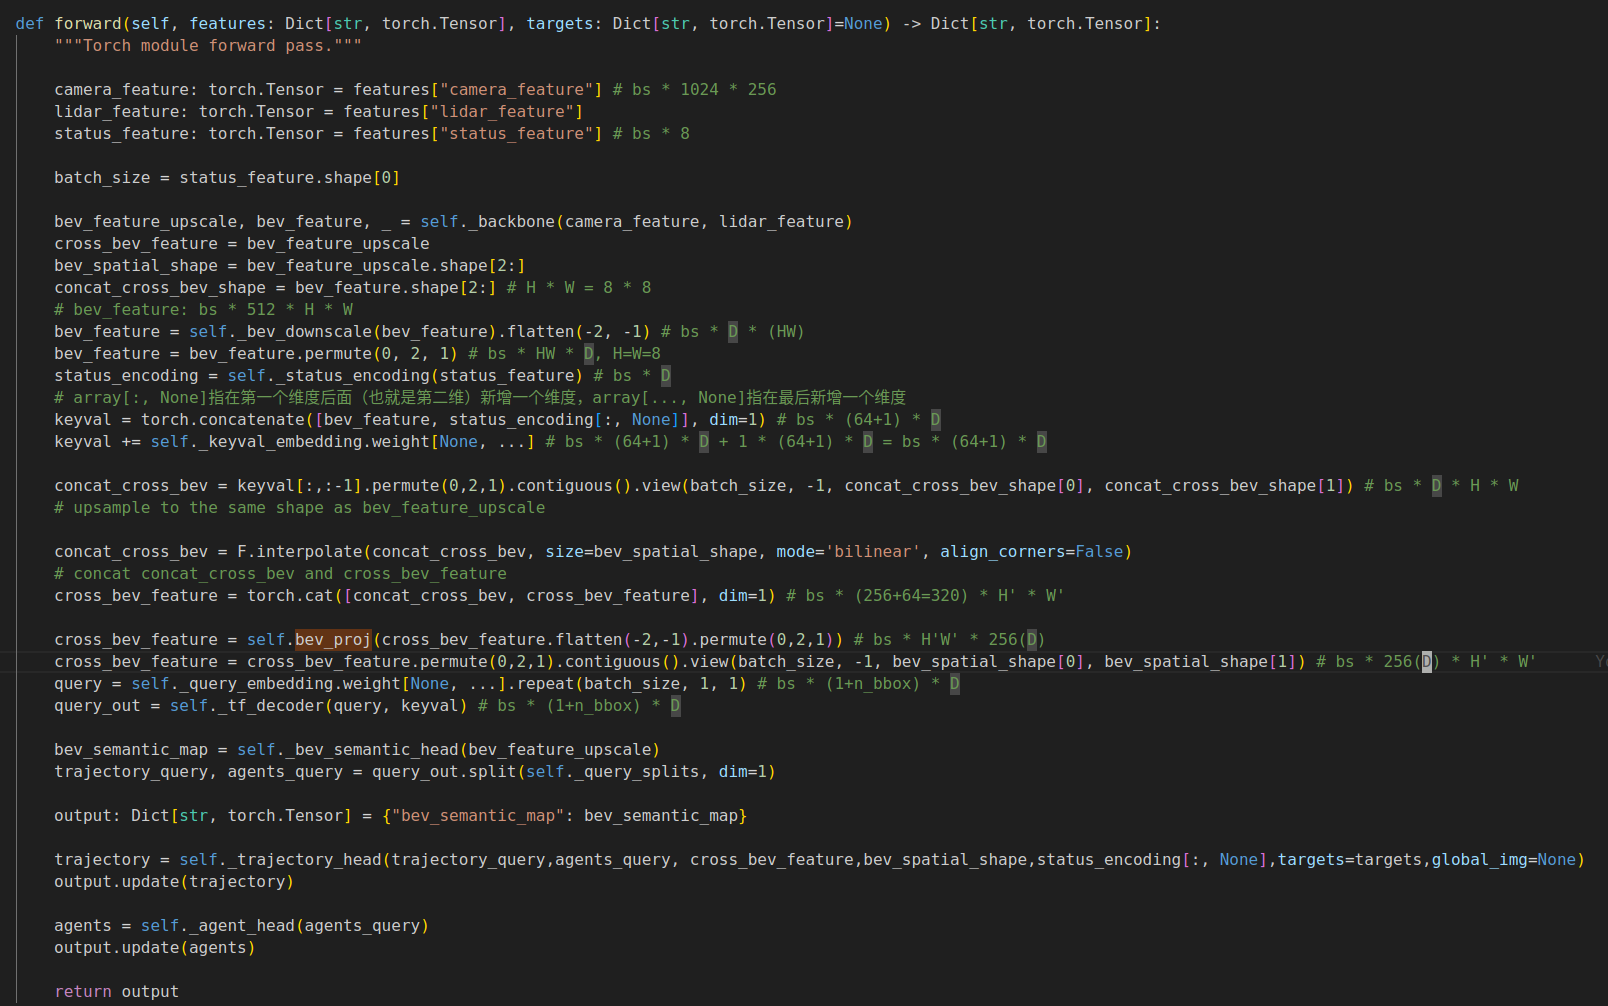 def forward(self, features: Dict[str, torch.Tensor], targets: Dict[str, torch.Tensor]=None) -> Dict[str, torch.Tensor]:
"""Torch module forward pass."""
camera_feature: torch.Tensor = features["camera_feature"] # bs * 1024 * 256
lidar_feature: torch.Tensor = features["lidar_feature"]
status_feature: torch.Tensor = features["status_feature"] # bs * 8
batch_size = status_feature.shape[0]
bev_feature_upscale, bev_feature, _ = self._backbone(camera_feature, lidar_feature)
cross_bev_feature = bev_feature_upscale
bev_spatial_shape = bev_feature_upscale.shape[2:]
concat_cross_bev_shape = bev_feature.shape[2:] # H * W = 8 * 8
# bev_feature: bs * 512 * H * W
bev_feature = self._bev_downscale(bev_feature).flatten(-2, -1) # bs * D * (HW)
bev_feature = bev_feature.permute(0, 2, 1) # bs * HW * D, H=W=8
status_encoding = self._status_encoding(status_feature) # bs * D
# array[:, None]指在第一个维度后面（也就是第二维）新增一个维度，array[..., None]指在最后新增一个维度
keyval = torch.concatenate([bev_feature, status_encoding[:, None]], dim=1) # bs * (64+1) * D
keyval += self._keyval_embedding.weight[None, ...] # bs * (64+1) * D + 1 * (64+1) * D = bs * (64+1) * D
concat_cross_bev = keyval[:,:-1].permute(0,2,1).contiguous().view(batch_size, -1, concat_cross_bev_shape[0], concat_cross_bev_shape[1]) # bs * D * H * W
# upsample to the same shape as bev_feature_upscale
concat_cross_bev = F.interpolate(concat_cross_bev, size=bev_spatial_shape, mode='bilinear', align_corners=False)
# concat concat_cross_bev and cross_bev_feature
cross_bev_feature = torch.cat([concat_cross_bev, cross_bev_feature], dim=1) # bs * (256+64=320) * H' * W'
cross_bev_feature = self.bev_proj(cross_bev_feature.flatten(-2,-1).permute(0,2,1)) # bs * H'W' * 256(D)
cross_bev_feature = cross_bev_feature.permute(0,2,1).contiguous().view(batch_size, -1, bev_spatial_shape[0], bev_spatial_shape[1]) # bs * 256(D) * H' * W'
query = self._query_embedding.weight[None, ...].repeat(batch_size, 1, 1) # bs * (1+n_bbox) * D
query_out = self._tf_decoder(query, keyval) # bs * (1+n_bbox) * D
bev_semantic_map = self._bev_semantic_head(bev_feature_upscale)
trajectory_query, agents_query = query_out.split(self._query_splits, dim=1)
output: Dict[str, torch.Tensor] = {"bev_semantic_map": bev_semantic_map}
trajectory = self._trajectory_head(trajectory_query,agents_query, cross_bev_feature,bev_spatial_shape,status_encoding[:, None],targets=targets,global_img=None)
output.update(trajectory)
agents = self._agent_head(agents_query)
output.update(agents)
return output